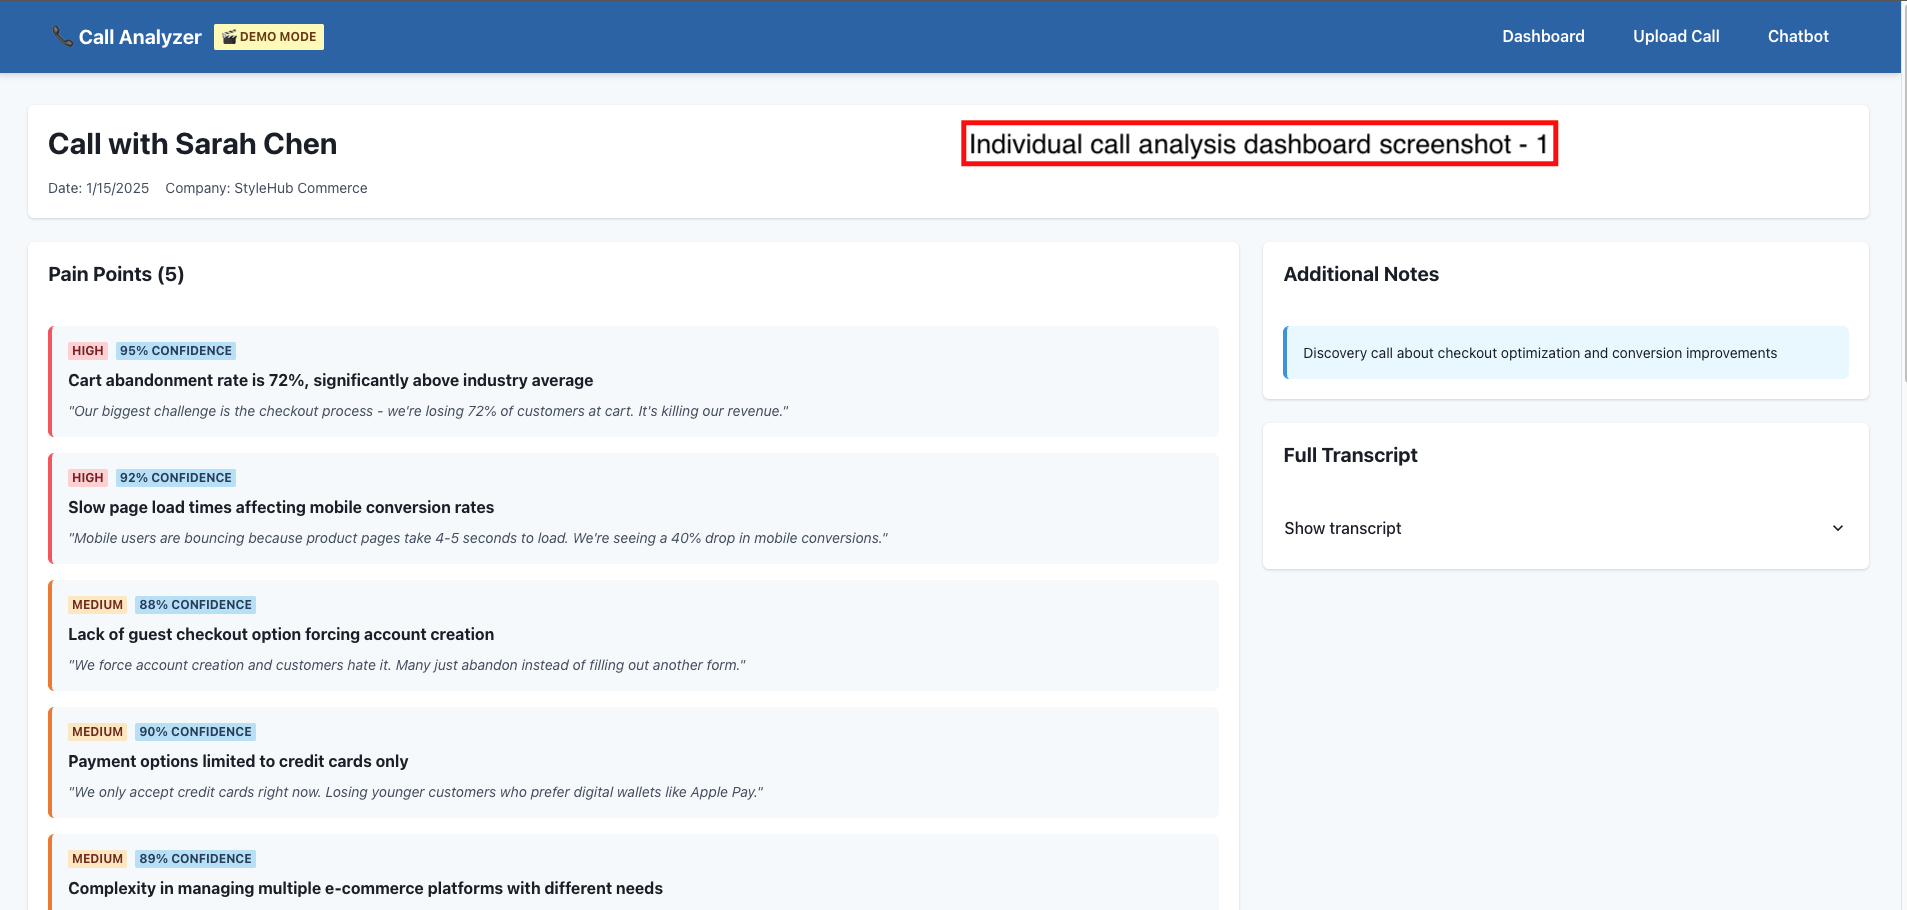 Call Analyzer
DEMO MODE
Dashboard
Upload Call
Chatbot
Call with Sarah Chen
Individual call analysis dashboard screenshot - 1
Date: 1/15/2025 Company: StyleHub Commerce
Pain Points (5)
HIGH 95% CONFIDENCE
Cart abandonment rate is 72%, significantly above industry average
"Our biggest challenge is the checkout process - we're losing 72% of customers at cart. It's killing our revenue."
HIGH 92% CONFIDENCE
Slow page load times affecting mobile conversion rates
"Mobile users are bouncing because product pages take 4-5 seconds to load. We're seeing a 40% drop in mobile conversions."
MEDIUM 88% CONFIDENCE
Lack of guest checkout option forcing account creation
"We force account creation and customers hate it. Many just abandon instead of filling out another form."
MEDIUM 90% CONFIDENCE
Payment options limited to credit cards only
"We only accept credit cards right now. Losing younger customers who prefer digital wallets like Apple Pay."
MEDIUM 89% CONFIDENCE
Complexity in managing multiple e-commerce platforms with different needs
Additional Notes
Discovery call about checkout optimization and conversion improvements
Full Transcript
Show transcript